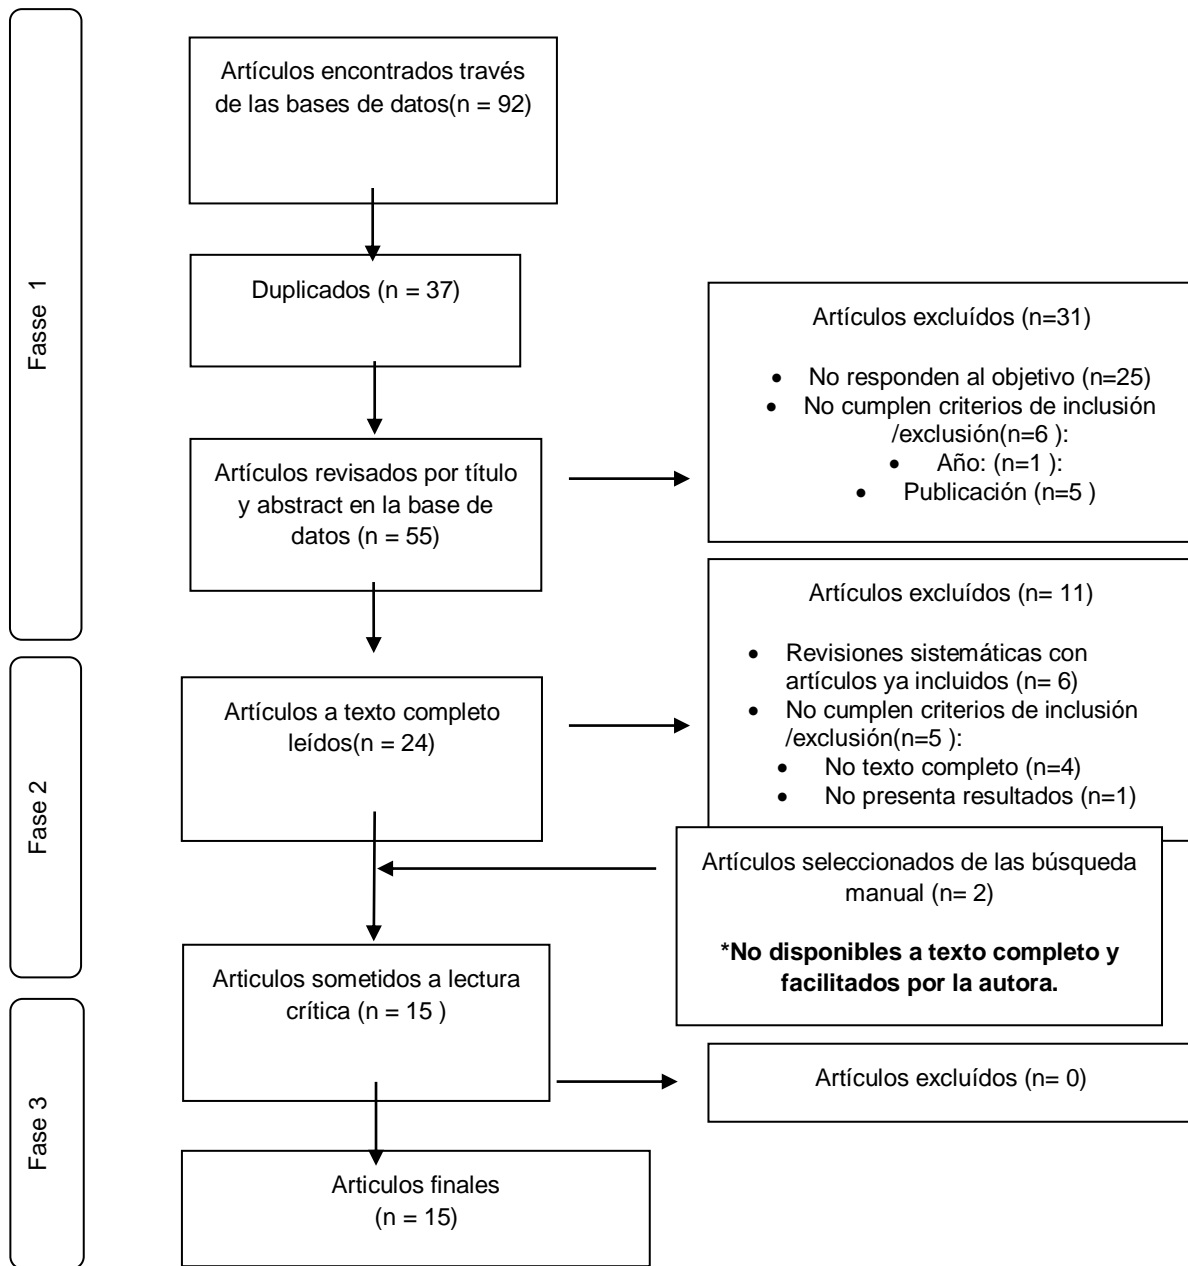 Fasse 1
Artículos encontrados través
de las bases de datos(n = 92)
Duplicados (n = 37)
Artículos excluídos (n=31)
• No responden al objetivo (n=25)
• No cumplen criterios de inclusión
/exclusión(n=6 ):
• Año: (n=1 ):
• Publicación (n=5 )
Artículos revisados por título
y abstract en la base de
datos (n = 55)
Fase 2
Artículos a texto completo
leídos(n = 24)
Artículos excluídos (n= 11)
• Revisiones sistemáticas con
artículos ya incluidos (n= 6)
• No cumplen criterios de inclusión
/exclusión(n=5 ):
• No texto completo (n=4)
• No presenta resultados (n=1)
Artículos seleccionados de las búsqueda
manual (n= 2)
*No disponibles a texto completo y
facilitados por la autora.
Articulos sometidos a lectura
crítica (n = 15 )
Fase 3
Artículos excluídos (n= 0)
Articulos finales
(n = 15)